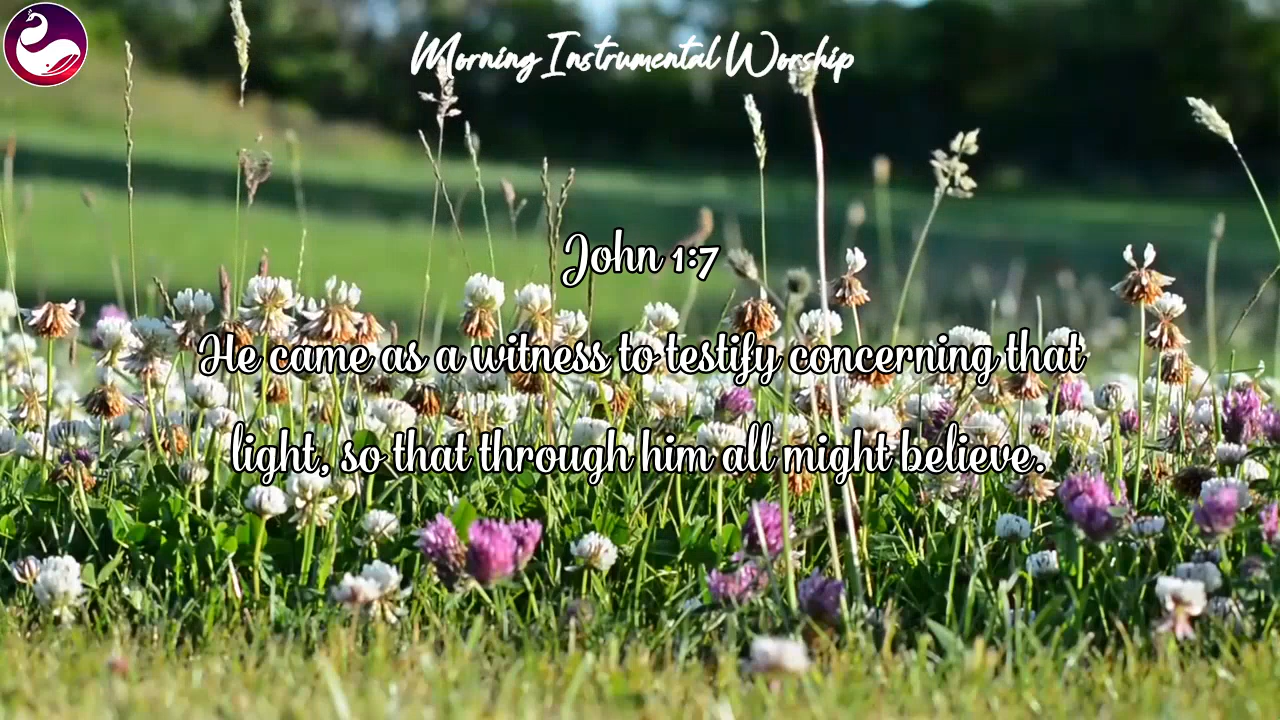 Morning Instrumental Worship
John 1:7
He came as a witness to testify concerning that
light, so that through him all might believe.